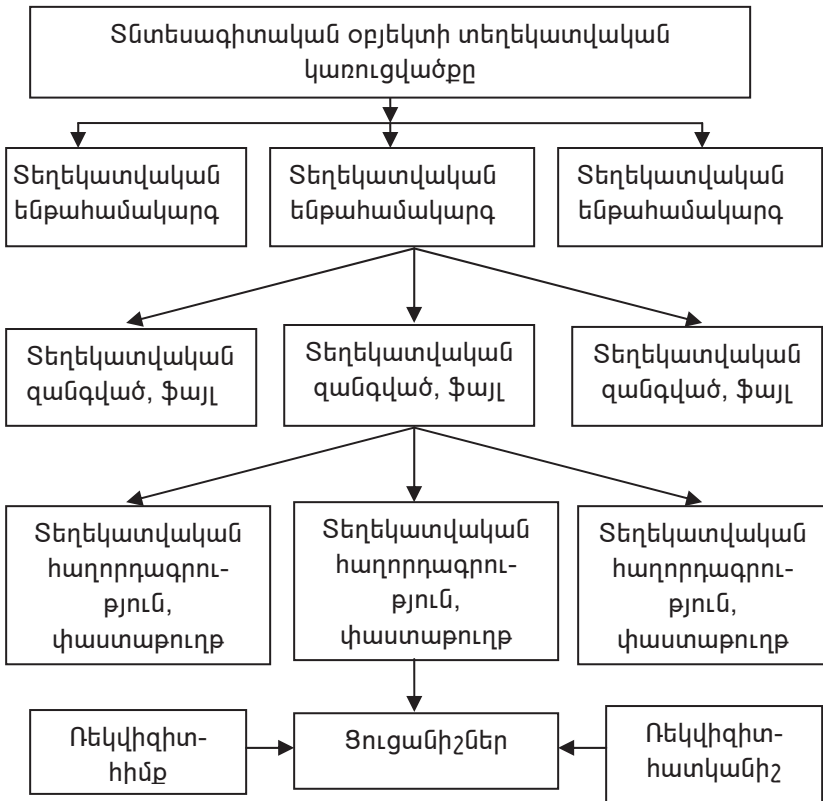 Տնտեսագիտական օբյեկտի տեղեկատվական
կառուցվածքը
Տեղեկատվական
ենթահամակարգ
Տեղեկատվական
ենթահամակարգ
Տեղեկատվական
ենթահամակարգ
Տեղեկատվական
զանգված, ֆայլ
Տեղեկատվական
զանգված, ֆայլ
Տեղեկատվական
զանգված, ֆայլ
Տեղեկատվական
հաղորդագրու-
թյուն,
փաստաթուղթ
Տեղեկատվական
հաղորդագրու-
թյուն,
փաստաթուղթ
Տեղեկատվական
հաղորդագրու-
թյուն,
փաստաթուղթ
Ռեկվիզիտ-
հիմք
Ցուցանիշներ
Ռեկվիզիտ-
հատկանիշ